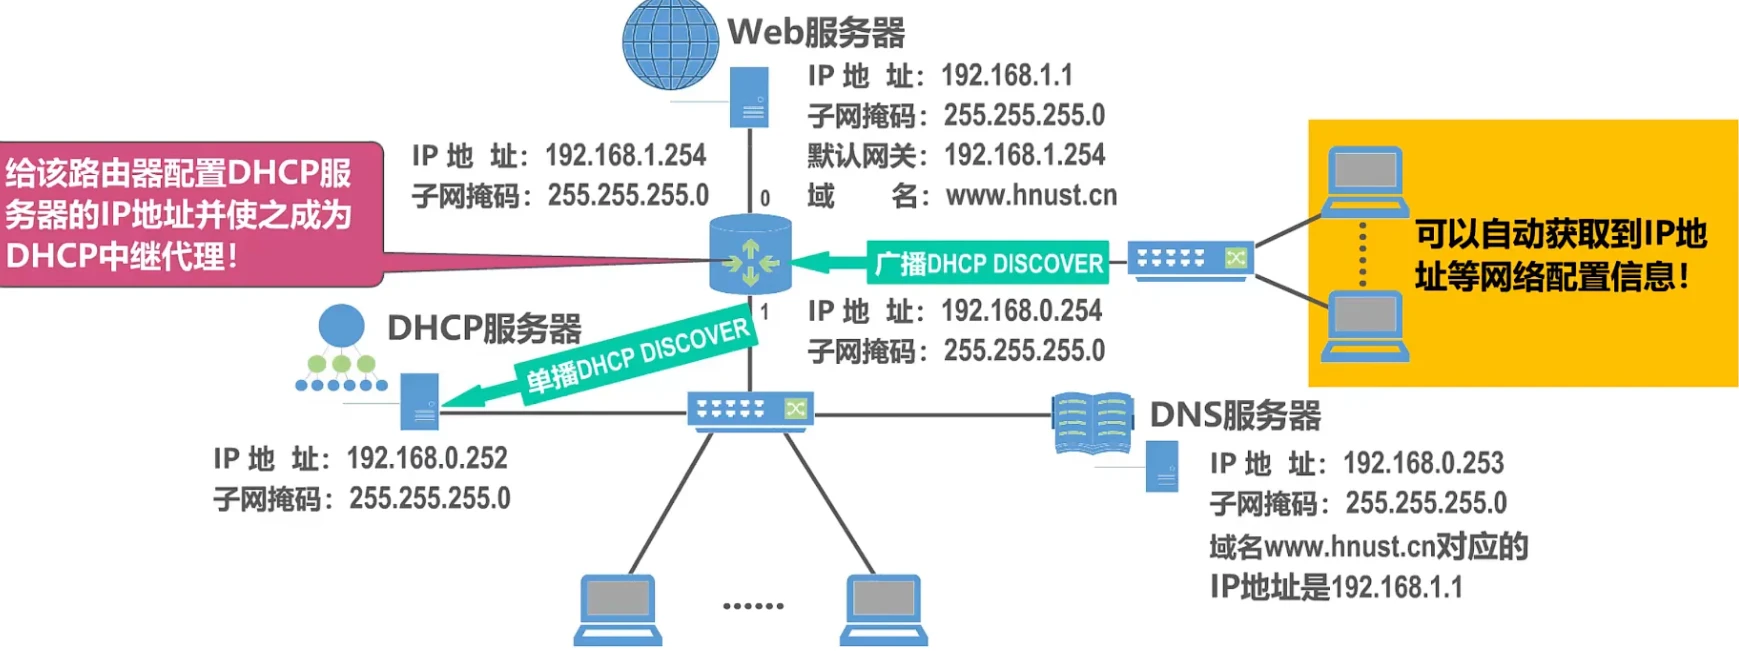 Web服务器
IP 地 址：192.168.1.1
子网掩码：255.255.255.0
默认网关：192.168.1.254
域 名：www.hnust.cn
IP 地 址：192.168.1.254
子网掩码：255.255.255.0
0
给该路由器配置DHCP服
务器的IP地址并使之成为
DHCP中继代理！
广播DHCP DISCOVER
可以自动获取到IP地
址等网络配置信息！
1
IP 地 址：192.168.0.254
子网掩码：255.255.255.0
DHCP服务器
单播DHCP DISCOVER
IP 地 址：192.168.0.252
子网掩码：255.255.255.0
DNS服务器
IP 地 址：192.168.0.253
子网掩码：255.255.255.0
域名www.hnust.cn对应的
IP地址是192.168.1.1
······